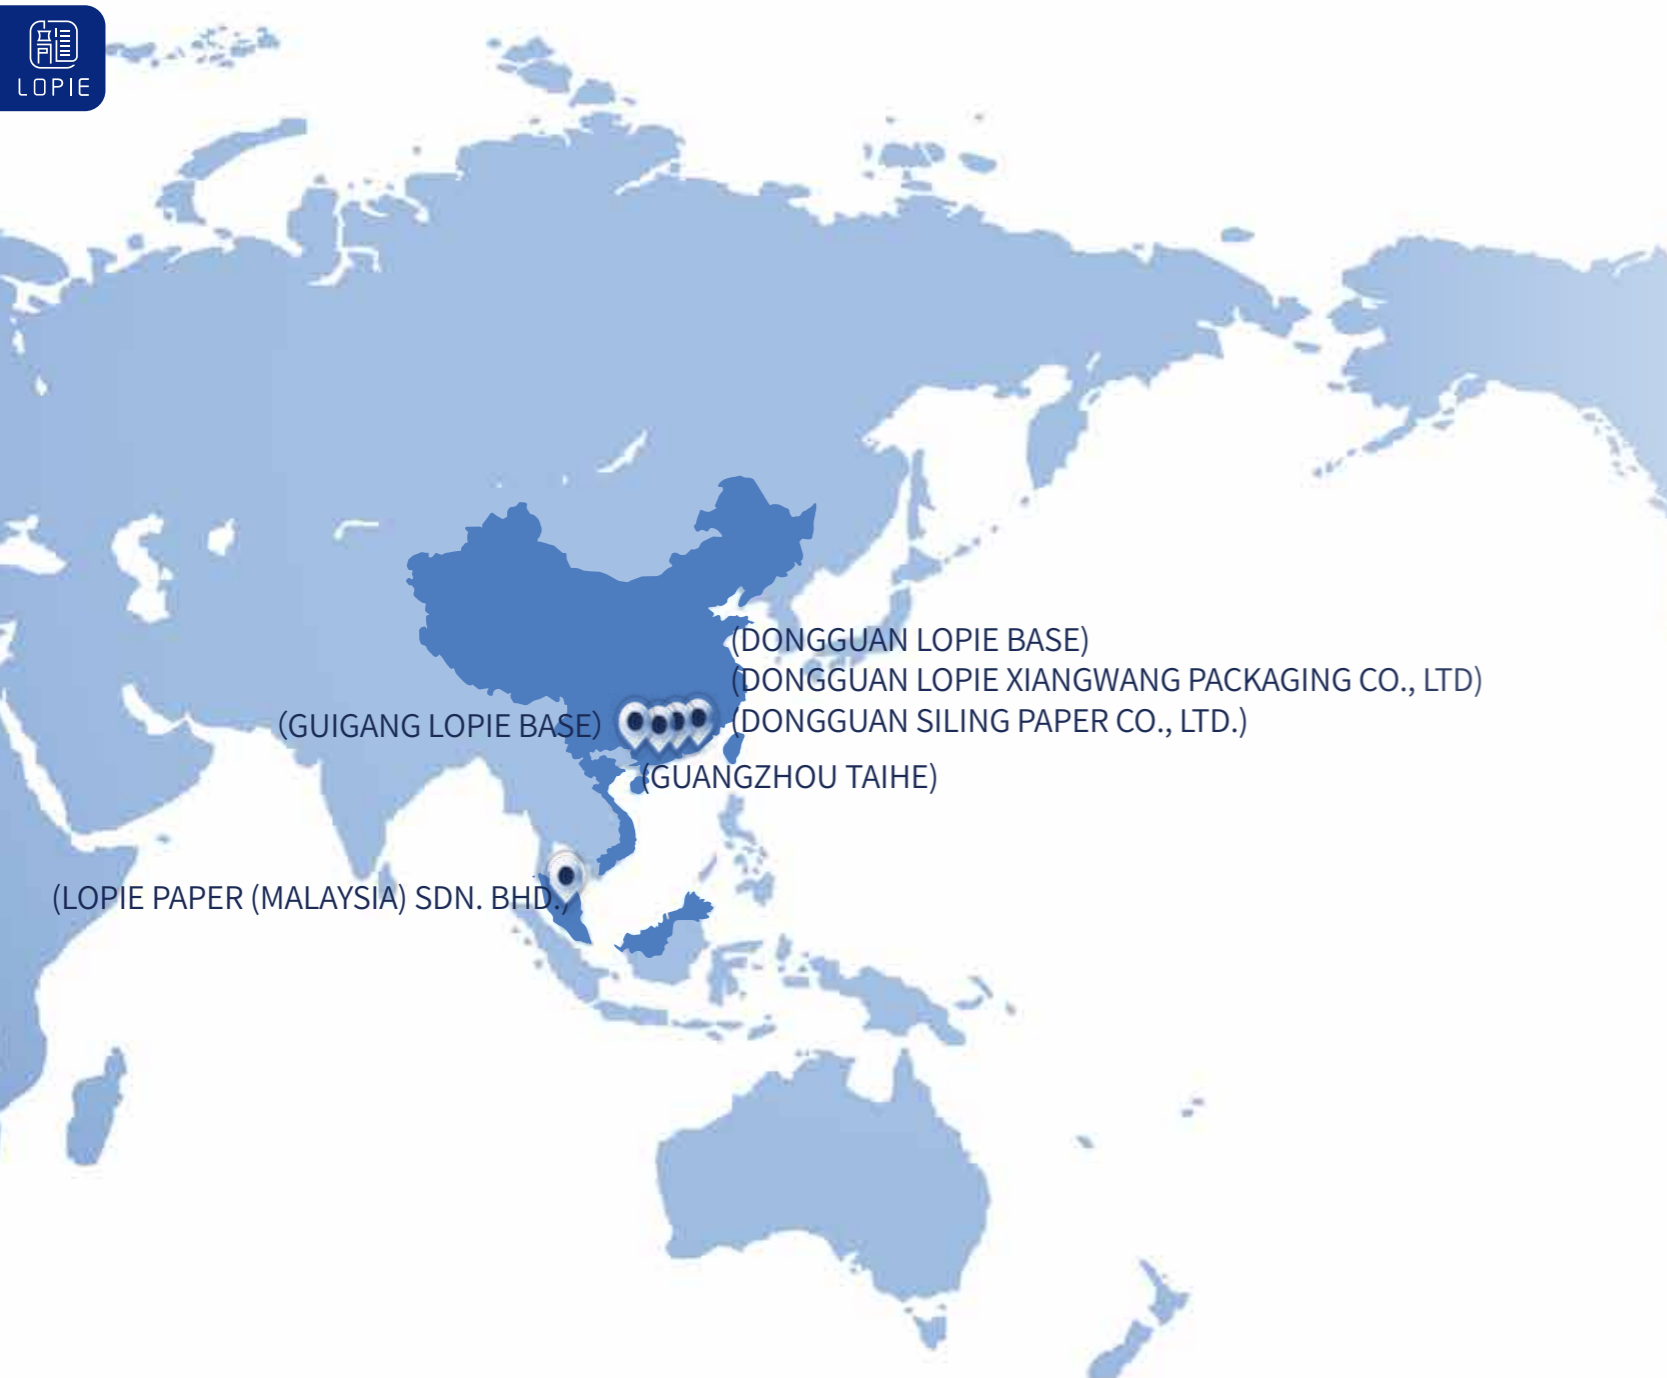 LOPIE
(DONGGUAN LOPIE BASE)
(DONGGUAN LOPIE XIANGWANG PACKAGING CO., LTD)
(GUIGANG LOPIE BASE)
(DONGGUAN SILING PAPER CO., LTD.)
(GUANGZHOU TAIHE)
(LOPIE PAPER (MALAYSIA) SDN. BHD.)